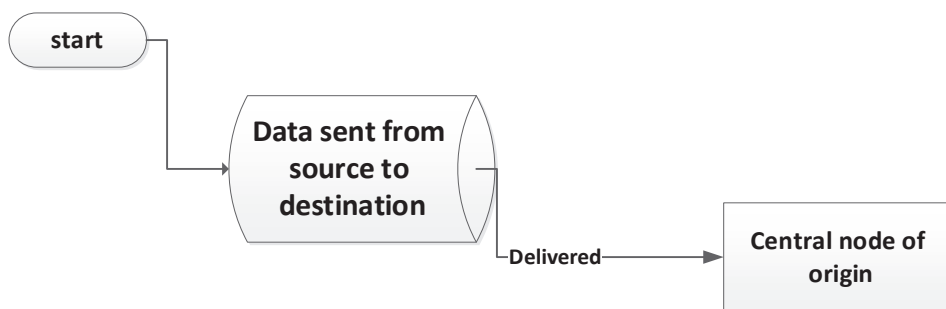 start
Data sent from
source to
destination
Delivered
Central node of
origin